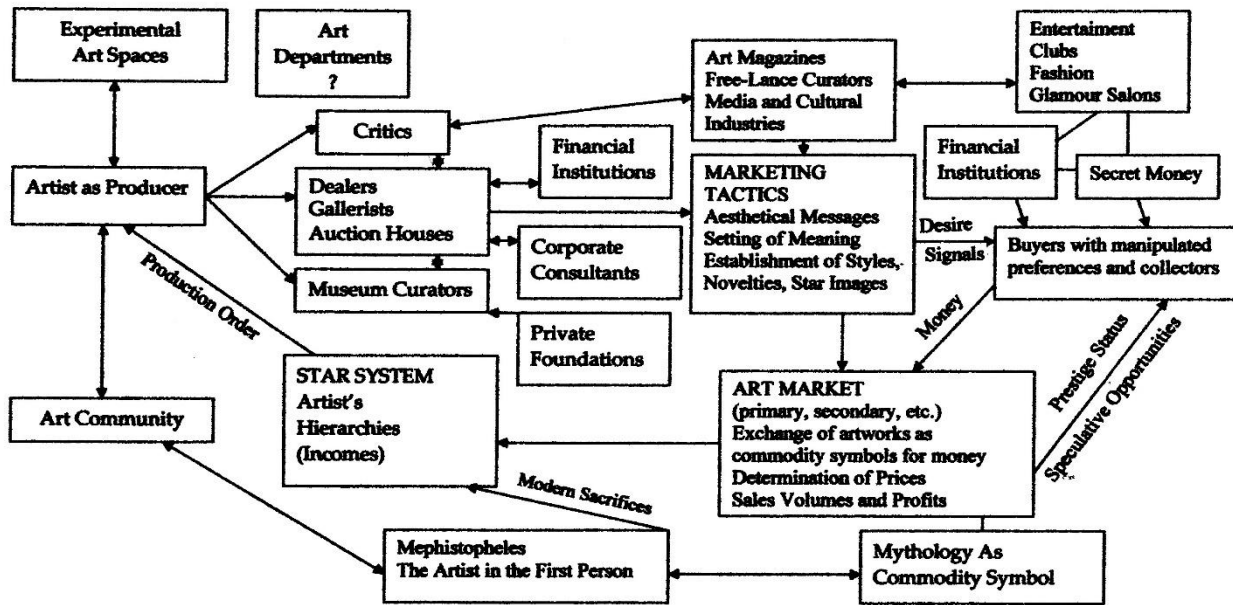 Experimental
Art Spaces
Art
Departments
?
Art Magazines
Free-Lance Curators
Media and Cultural
Industries
Entertaiment
Clubs
Fashion
Glamour Salons
Critics
Financial
Institutions
Financial
Institutions
Secret Money
Artist as Producer
Dealers
Gallerists
Auction Houses
MARKETING
TACTICS
Aesthetical Messages
Setting of Meaning
Establishment of Styles,
Novelties, Star Images
Desire
Signals
Buyers with manipulated
preferences and collectors
Corporate
Consultants
Museum Curators
Production Order
Private
Foundations
Money
Prestige Status
Speculative Opportunities
STAR SYSTEM
Artist's
Hierarchies
(Incomes)
ART MARKET
(primary, secondary, etc.)
Exchange of artworks as
commodity symbols for money
Determination of Prices
Sales Volumes and Profits
Art Community
Modern Sacrifices
Mephistopheles
The Artist in the First Person
Mythology As
Commodity Symbol